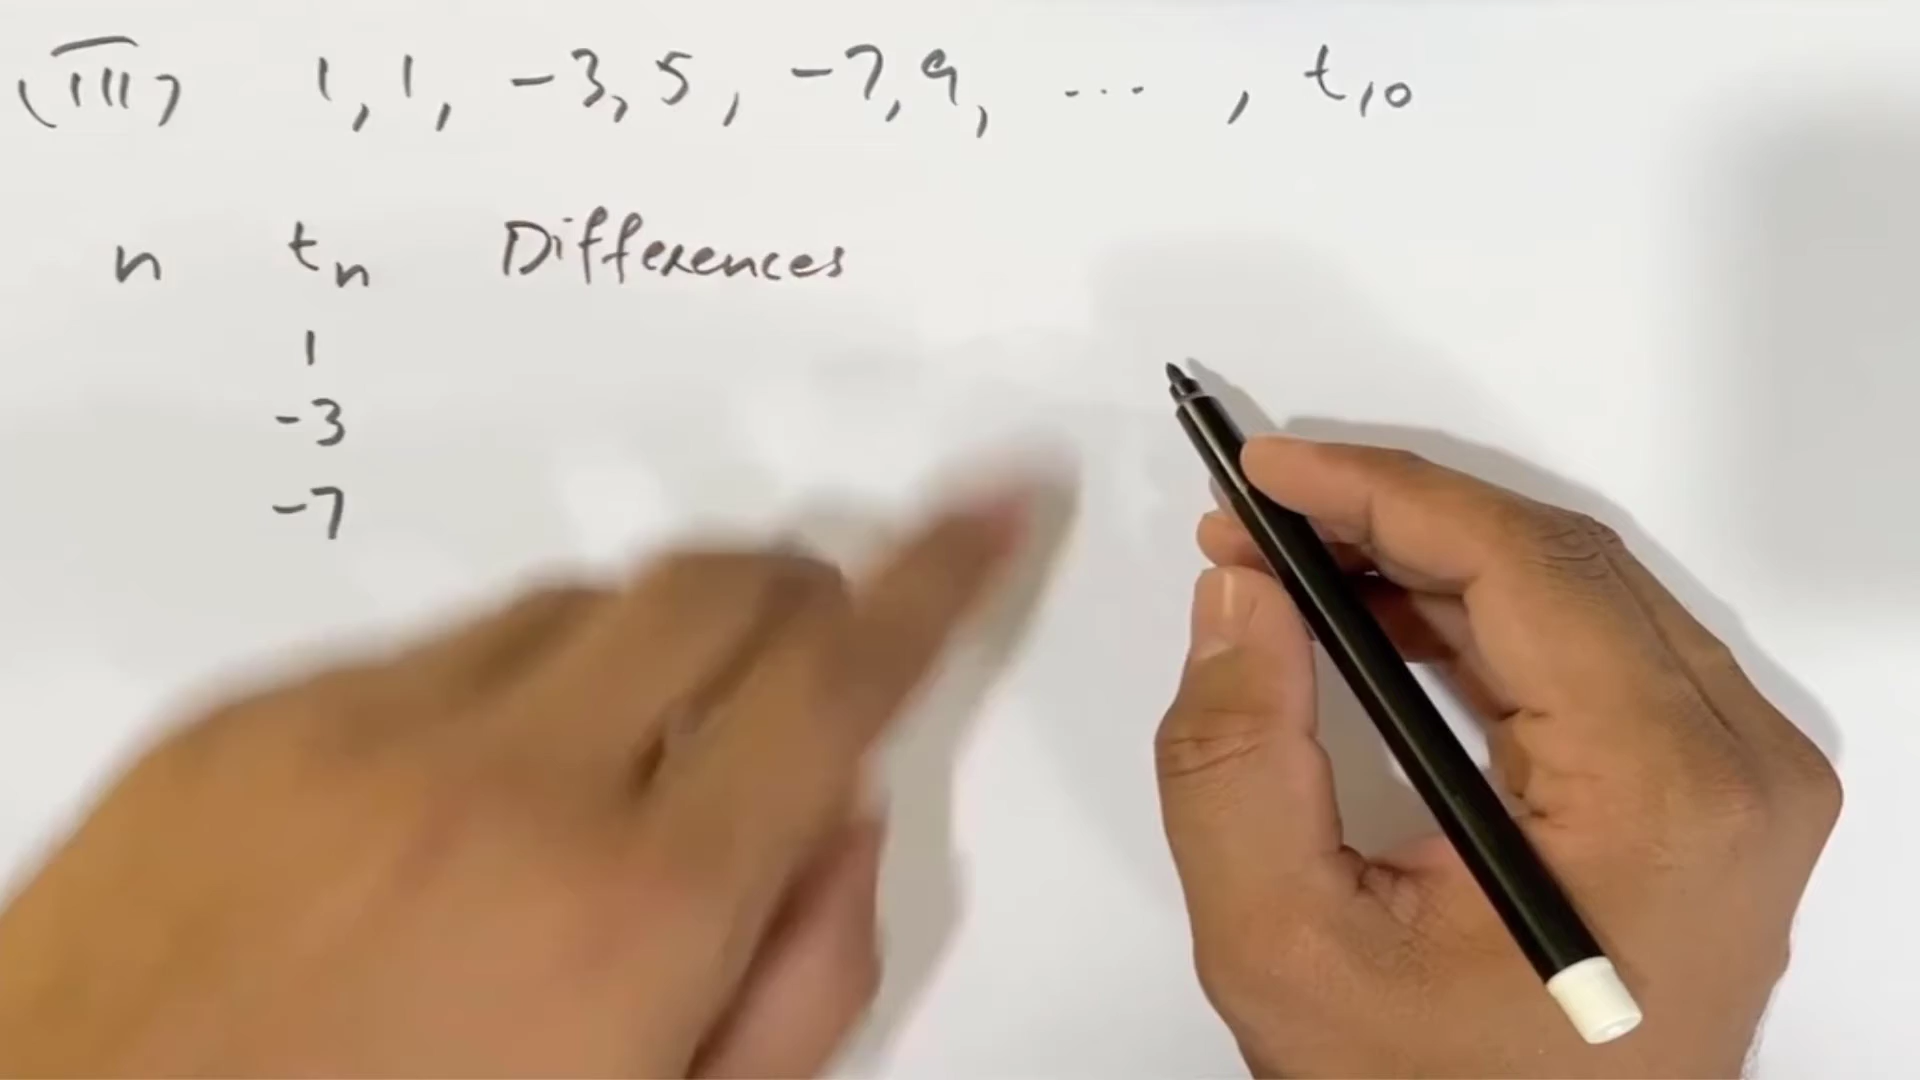 (iii) 1, 1, -3, 5, -7, 9, ... , t₁₀
n tₙ Differences
1
-3
-7